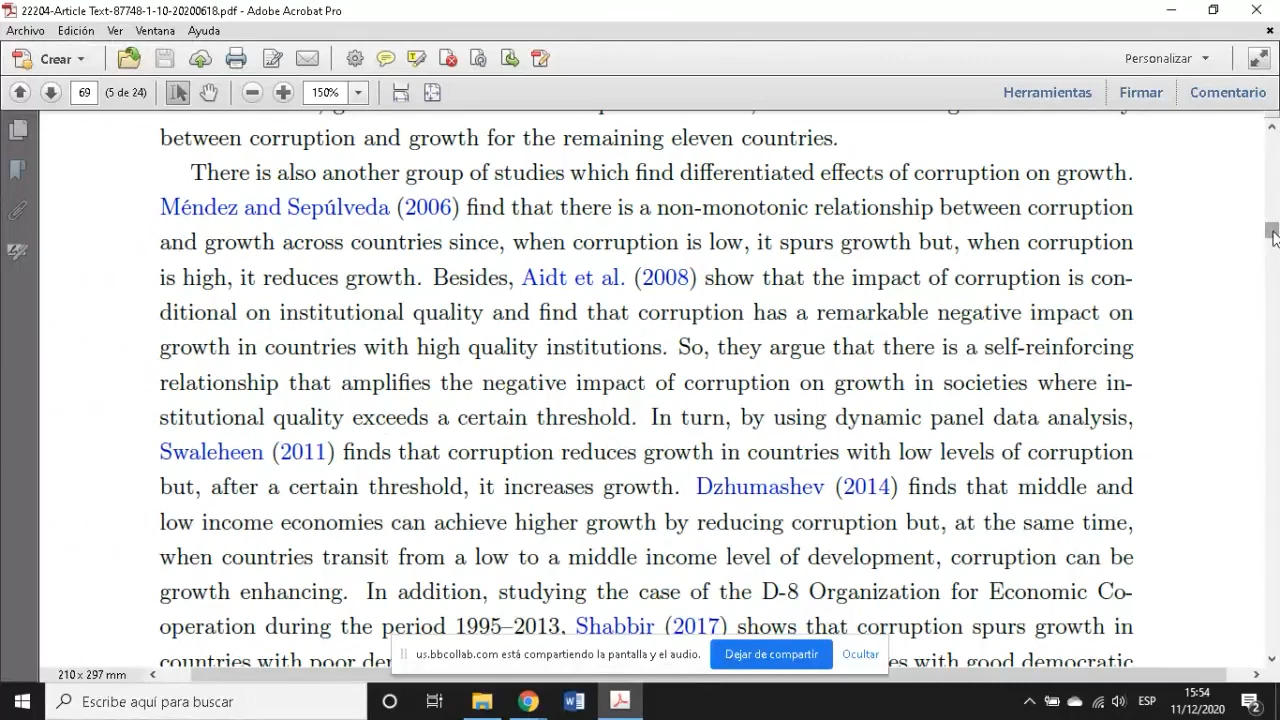 22204-Article Text-87748-1-10-20200618.pdf - Adobe Acrobat Pro
Archivo Edición Ver Ventana Ayuda
Crear Personalizar
69 (5 de 24) 150% Herramientas Firmar Comentario
between corruption and growth for the remaining eleven countries.
There is also another group of studies which find differentiated effects of corruption on growth.
Méndez and Sepúlveda (2006) find that there is a non-monotonic relationship between corruption
and growth across countries since, when corruption is low, it spurs growth but, when corruption
is high, it reduces growth. Besides, Aidt et al. (2008) show that the impact of corruption is con-
ditional on institutional quality and find that corruption has a remarkable negative impact on
growth in countries with high quality institutions. So, they argue that there is a self-reinforcing
relationship that amplifies the negative impact of corruption on growth in societies where in-
stitutional quality exceeds a certain threshold. In turn, by using dynamic panel data analysis,
Swaleheen (2011) finds that corruption reduces growth in countries with low levels of corruption
but, after a certain threshold, it increases growth. Dzhumashev (2014) finds that middle and
low income economies can achieve higher growth by reducing corruption but, at the same time,
when countries transit from a low to a middle income level of development, corruption can be
growth enhancing. In addition, studying the case of the D-8 Organization for Economic Co-
operation during the period 1995–2013, Shabbir (2017) shows that corruption spurs growth in
countries with poor with good democratic
us.bbcollab.com está compartiendo la pantalla y el audio. Dejar de compartir Ocultar
210 x 297 mm
Escribe aquí para buscar
ESP 15:54
11/12/2020 2